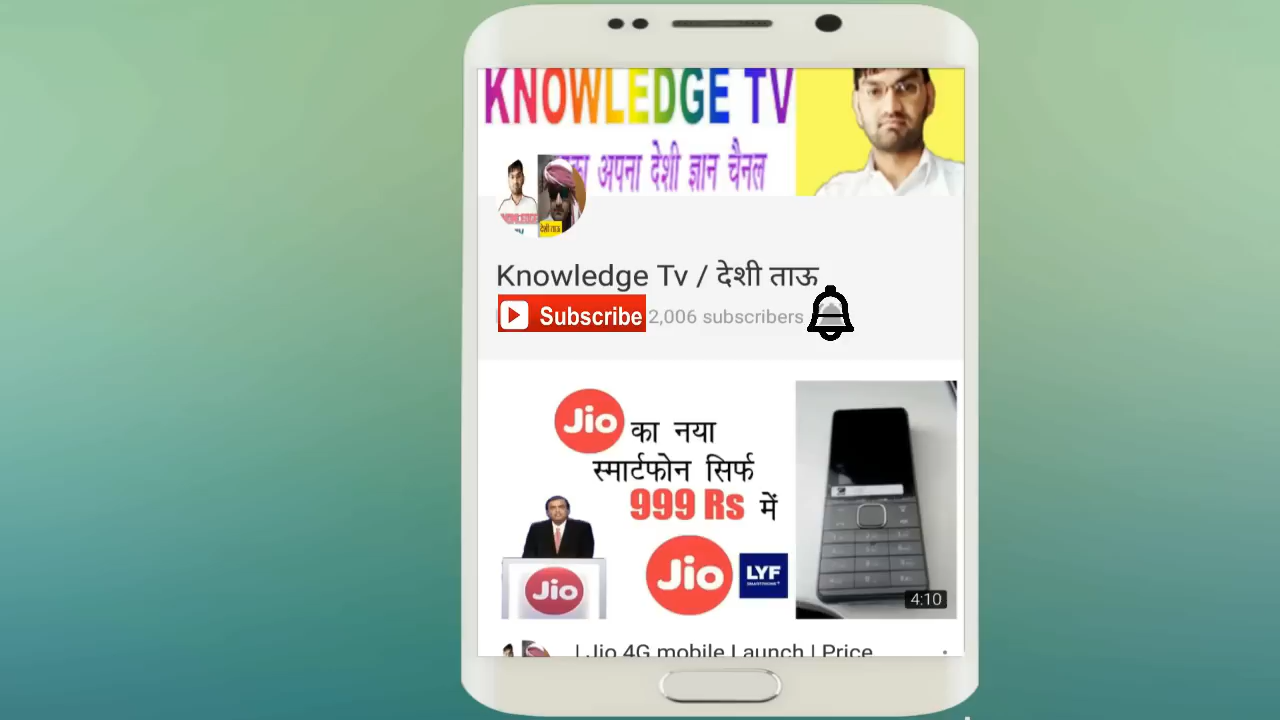 KNOWLEDGE TV
अपना देशी ज्ञान चैनल
TV
देशी ताऊ
Knowledge Tv / देशी ताऊ
Subscribe
2,006 subscribers
Jio
का नया
स्मार्टफोन सिर्फ
999 Rs में
Jio
Jio
LYF
4:10
| Jio 4G mobile Launch | Price